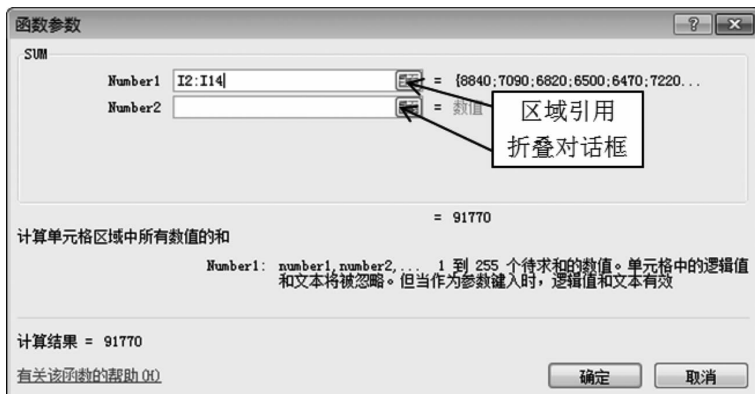 函数参数
SUM
Number1 I2:I14 = {8840;7090;6820;6500;6470;7220...
Number2 = 数值
区域引用
折叠对话框
= 91770
计算单元格区域中所有数值的和
Number1: number1,number2,... 1 到 255 个待求和的数值。单元格中的逻辑值
和文本将被忽略。但当作为参数键入时，逻辑值和文本有效
计算结果 = 91770
有关该函数的帮助(H)
确定 取消